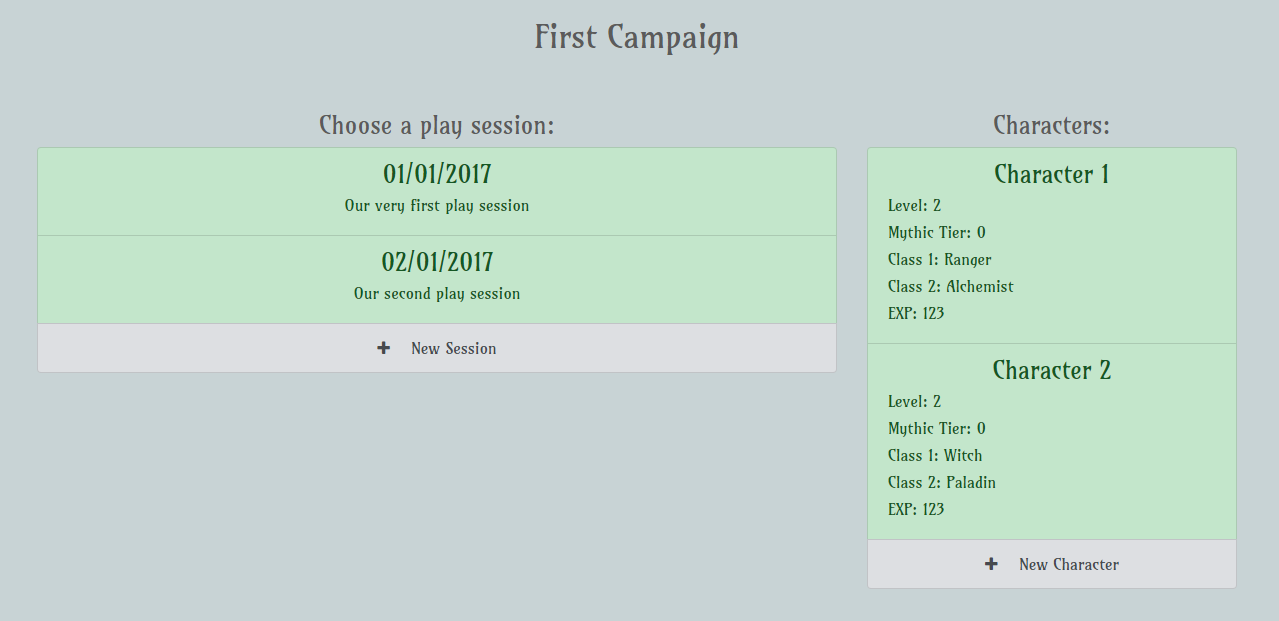 First Campaign
Choose a play session:
01/01/2017
Our very first play session
02/01/2017
Our second play session
New Session
Characters:
Character 1
Level: 2
Mythic Tier: 0
Class 1: Ranger
Class 2: Alchemist
EXP: 123
Character 2
Level: 2
Mythic Tier: 0
Class 1: Witch
Class 2: Paladin
EXP: 123
New Character